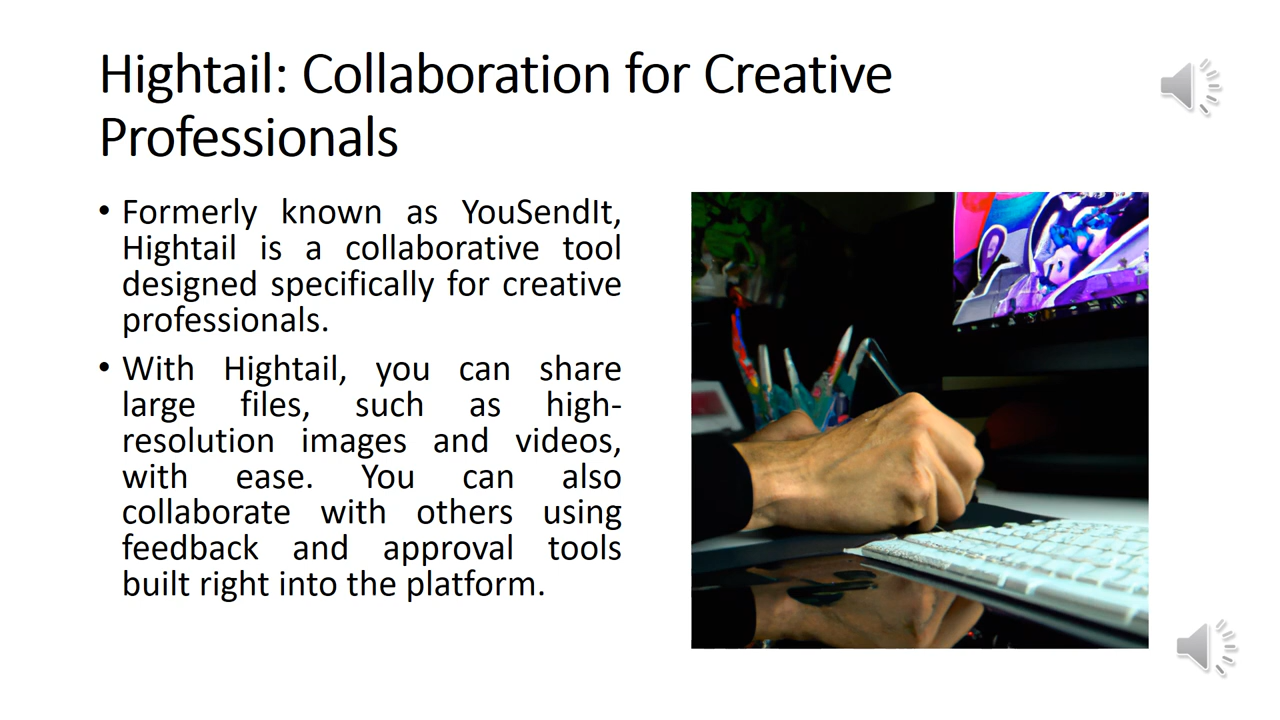 Hightail: Collaboration for Creative
Professionals
• Formerly known as YouSendIt,
Hightail is a collaborative tool
designed specifically for creative
professionals.
• With Hightail, you can share
large files, such as high-
resolution images and videos,
with ease. You can also
collaborate with others using
feedback and approval tools
built right into the platform.